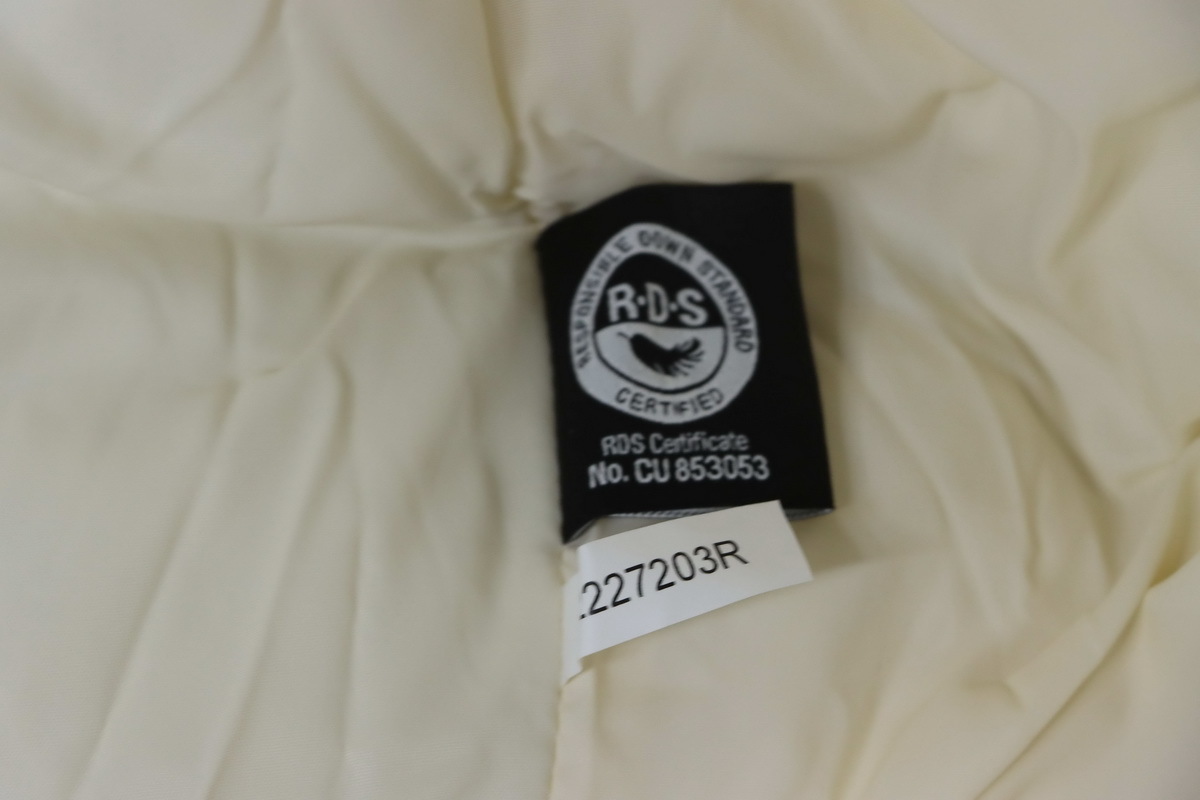 RESPONSIBLE DOWN STANDARD
R·D·S
CERTIFIED
RDS Certificate
No. CU 853053
227203R